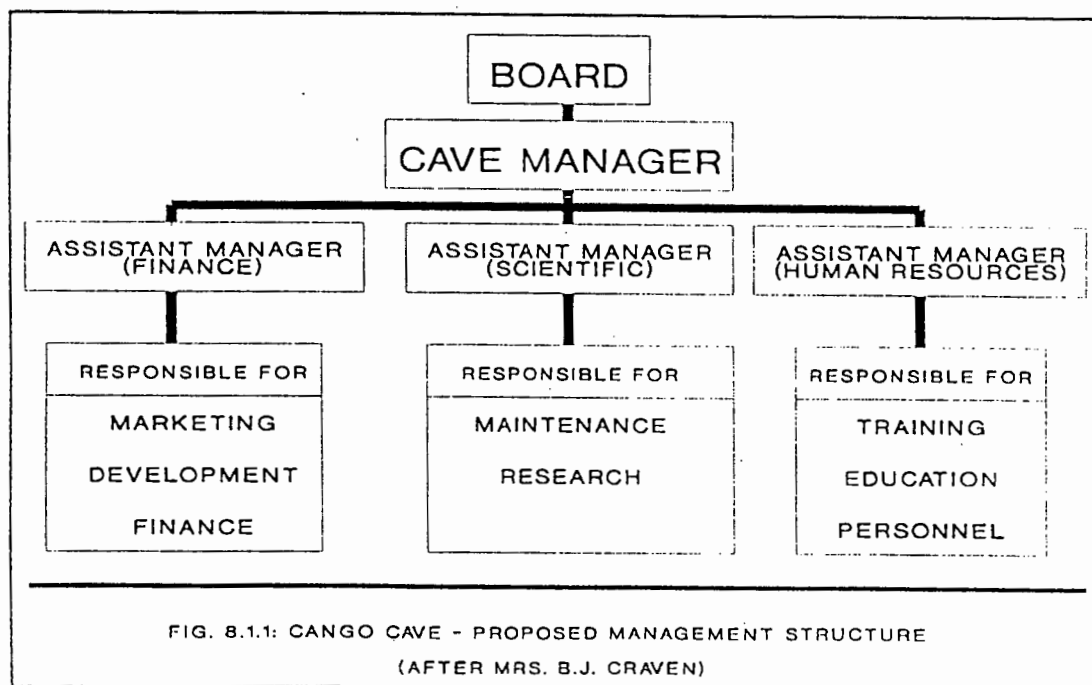 BOARD
CAVE MANAGER
ASSISTANT MANAGER
(FINANCE)
ASSISTANT MANAGER
(SCIENTIFIC)
ASSISTANT MANAGER
(HUMAN RESOURCES)
RESPONSIBLE FOR
MARKETING
DEVELOPMENT
FINANCE
RESPONSIBLE FOR
MAINTENANCE
RESEARCH
RESPONSIBLE FOR
TRAINING
EDUCATION
PERSONNEL
FIG. 8.1.1: CANGO CAVE - PROPOSED MANAGEMENT STRUCTURE
(AFTER MRS. B.J. CRAVEN)